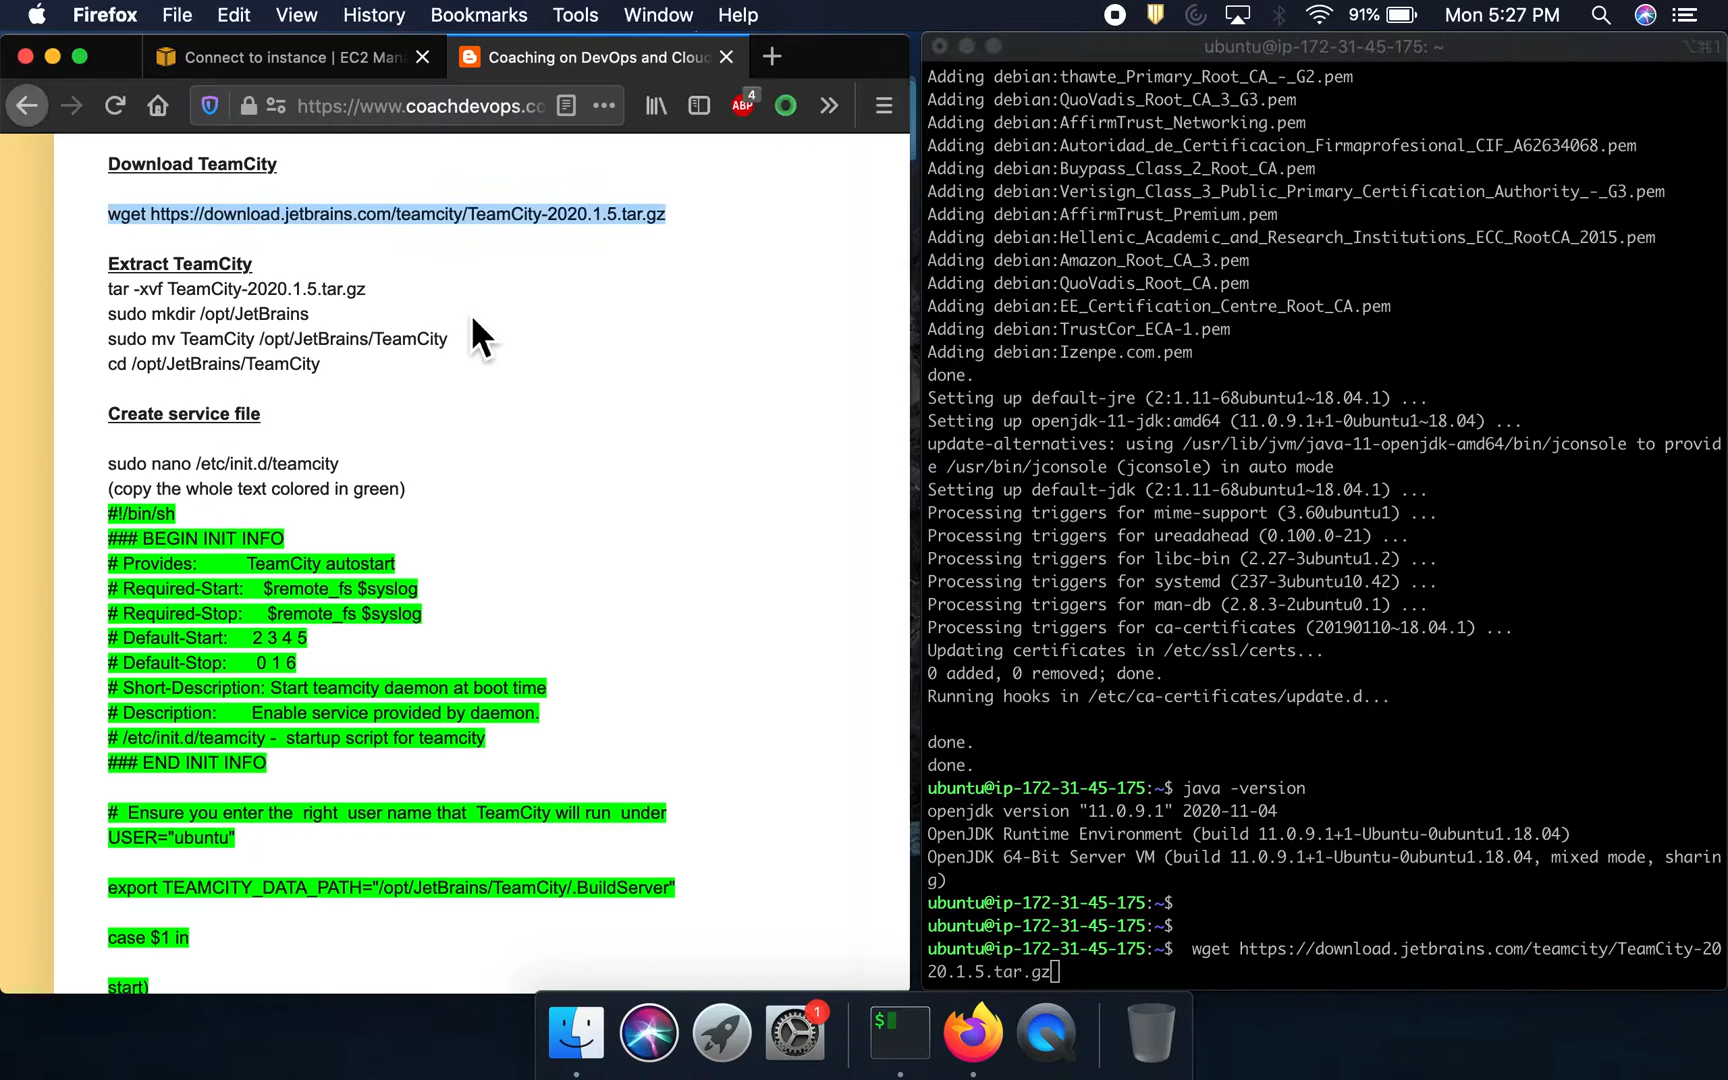 Firefox File Edit View History Bookmarks Tools Window Help 91% Mon 5:27 PM
Connect to instance | EC2 Man
Coaching on DevOps and Cloud
https://www.coachdevops.co
ABP 4
Download TeamCity
wget https://download.jetbrains.com/teamcity/TeamCity-2020.1.5.tar.gz
Extract TeamCity
tar -xvf TeamCity-2020.1.5.tar.gz
sudo mkdir /opt/JetBrains
sudo mv TeamCity /opt/JetBrains/TeamCity
cd /opt/JetBrains/TeamCity
Create service file
sudo nano /etc/init.d/teamcity
(copy the whole text colored in green)
#!/bin/sh
### BEGIN INIT INFO
# Provides: TeamCity autostart
# Required-Start: $remote_fs $syslog
# Required-Stop: $remote_fs $syslog
# Default-Start: 2 3 4 5
# Default-Stop: 0 1 6
# Short-Description: Start teamcity daemon at boot time
# Description: Enable service provided by daemon.
# /etc/init.d/teamcity - startup script for teamcity
### END INIT INFO
# Ensure you enter the right user name that TeamCity will run under
USER="ubuntu"
export TEAMCITY_DATA_PATH="/opt/JetBrains/TeamCity/.BuildServer"
case $1 in
start)
ubuntu@ip-172-31-45-175: ~ ⌥⌘1
Adding debian:thawte_Primary_Root_CA_-_G2.pem
Adding debian:QuoVadis_Root_CA_3_G3.pem
Adding debian:AffirmTrust_Networking.pem
Adding debian:Autoridad_de_Certificacion_Firmaprofesional_CIF_A62634068.pem
Adding debian:Buypass_Class_2_Root_CA.pem
Adding debian:Verisign_Class_3_Public_Primary_Certification_Authority_-_G3.pem
Adding debian:AffirmTrust_Premium.pem
Adding debian:Hellenic_Academic_and_Research_Institutions_ECC_RootCA_2015.pem
Adding debian:Amazon_Root_CA_3.pem
Adding debian:QuoVadis_Root_CA.pem
Adding debian:EE_Certification_Centre_Root_CA.pem
Adding debian:TrustCor_ECA-1.pem
Adding debian:Izenpe.com.pem
done.
Setting up default-jre (2:1.11-68ubuntu1~18.04.1) ...
Setting up openjdk-11-jdk:amd64 (11.0.9.1+1-0ubuntu1~18.04) ...
update-alternatives: using /usr/lib/jvm/java-11-openjdk-amd64/bin/jconsole to provid
e /usr/bin/jconsole (jconsole) in auto mode
Setting up default-jdk (2:1.11-68ubuntu1~18.04.1) ...
Processing triggers for mime-support (3.60ubuntu1) ...
Processing triggers for ureadahead (0.100.0-21) ...
Processing triggers for libc-bin (2.27-3ubuntu1.2) ...
Processing triggers for systemd (237-3ubuntu10.42) ...
Processing triggers for man-db (2.8.3-2ubuntu0.1) ...
Processing triggers for ca-certificates (20190110~18.04.1) ...
Updating certificates in /etc/ssl/certs...
0 added, 0 removed; done.
Running hooks in /etc/ca-certificates/update.d...
done.
done.
ubuntu@ip-172-31-45-175:~$ java -version
openjdk version "11.0.9.1" 2020-11-04
OpenJDK Runtime Environment (build 11.0.9.1+1-Ubuntu-0ubuntu1.18.04)
OpenJDK 64-Bit Server VM (build 11.0.9.1+1-Ubuntu-0ubuntu1.18.04, mixed mode, sharin
g)
ubuntu@ip-172-31-45-175:~$
ubuntu@ip-172-31-45-175:~$
ubuntu@ip-172-31-45-175:~$ wget https://download.jetbrains.com/teamcity/TeamCity-20
20.1.5.tar.gz
1
$